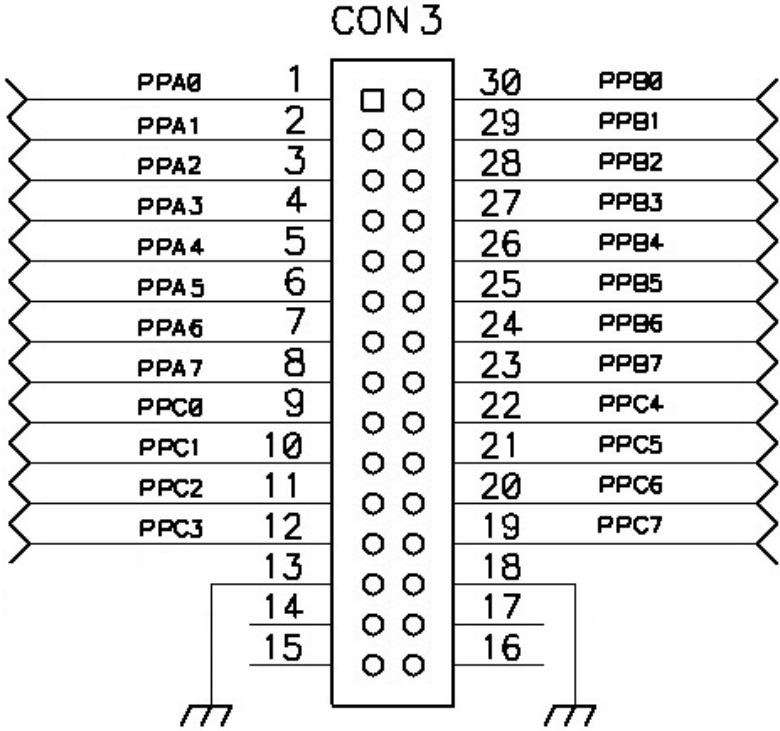 CON 3
PPA0 1 30 PPB0
PPA1 2 29 PPB1
PPA2 3 28 PPB2
PPA3 4 27 PPB3
PPA4 5 26 PPB4
PPA5 6 25 PPB5
PPA6 7 24 PPB6
PPA7 8 23 PPB7
PPC0 9 22 PPC4
PPC1 10 21 PPC5
PPC2 11 20 PPC6
PPC3 12 19 PPC7
13 18
14 17
15 16